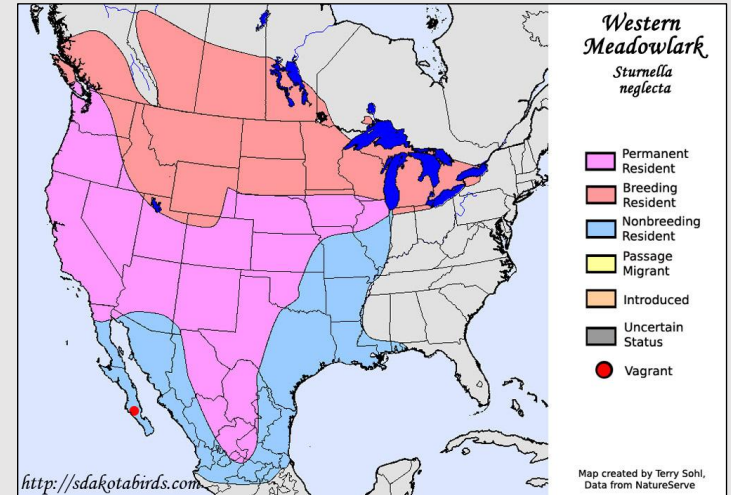 Western
Meadowlark
Sturnella
neglecta
Permanent
Resident
Breeding
Resident
Nonbreeding
Resident
Passage
Migrant
Introduced
Uncertain
Status
Vagrant
http://sdakotabirds.com
Map created by Terry Sohl,
Data from NatureServe